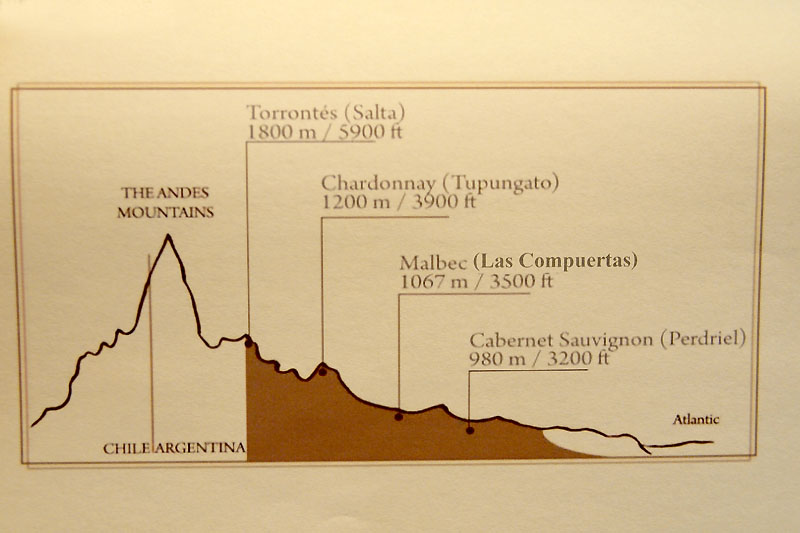 Torrontés (Salta)
1800 m / 5900 ft
THE ANDES
MOUNTAINS
Chardonnay (Tupungato)
1200 m / 3900 ft
Malbec (Las Compuertas)
1067 m / 3500 ft
Cabernet Sauvignon (Perdriel)
980 m / 3200 ft
Atlantic
CHILE ARGENTINA